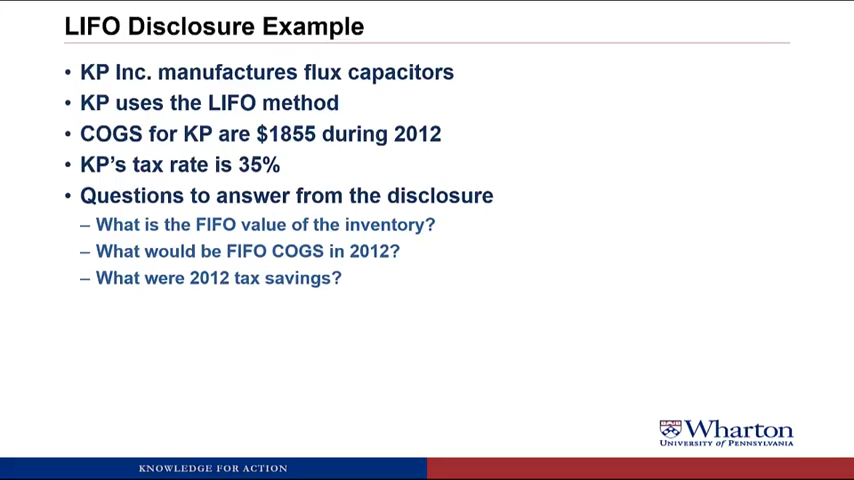 LIFO Disclosure Example
• KP Inc. manufactures flux capacitors
• KP uses the LIFO method
• COGS for KP are $1855 during 2012
• KP's tax rate is 35%
• Questions to answer from the disclosure
– What is the FIFO value of the inventory?
– What would be FIFO COGS in 2012?
– What were 2012 tax savings?
Wharton
UNIVERSITY OF PENNSYLVANIA
KNOWLEDGE FOR ACTION